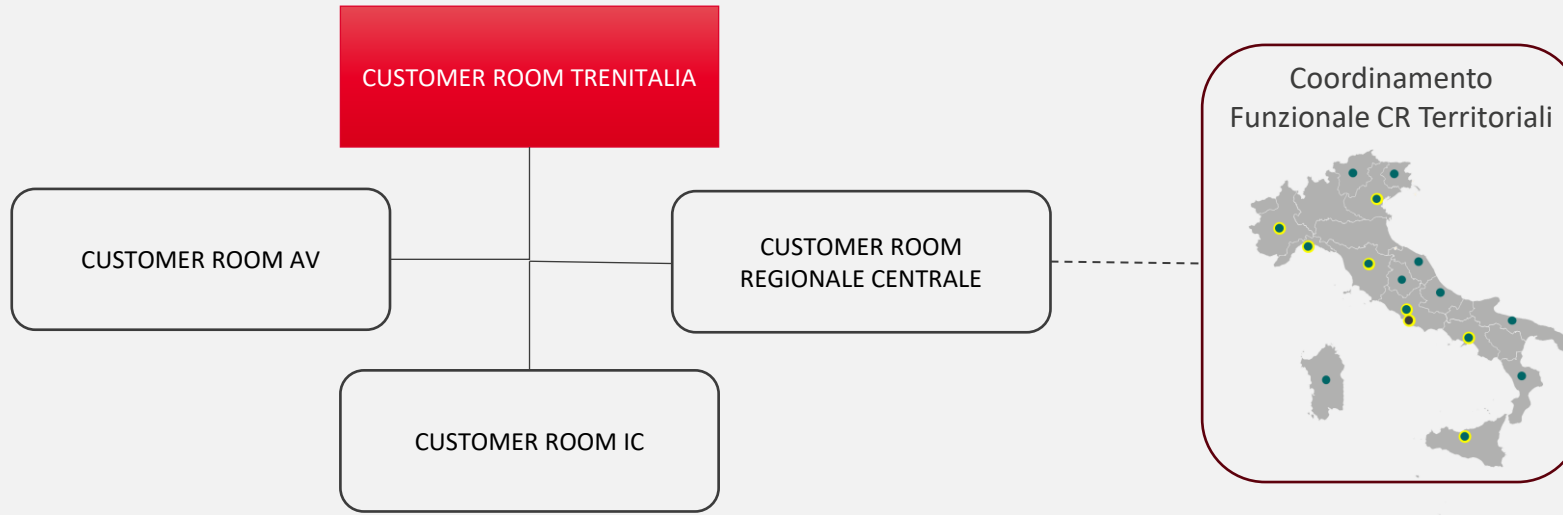 CUSTOMER ROOM TRENITALIA
Coordinamento
Funzionale CR Territoriali
CUSTOMER ROOM AV
CUSTOMER ROOM
REGIONALE CENTRALE
CUSTOMER ROOM IC